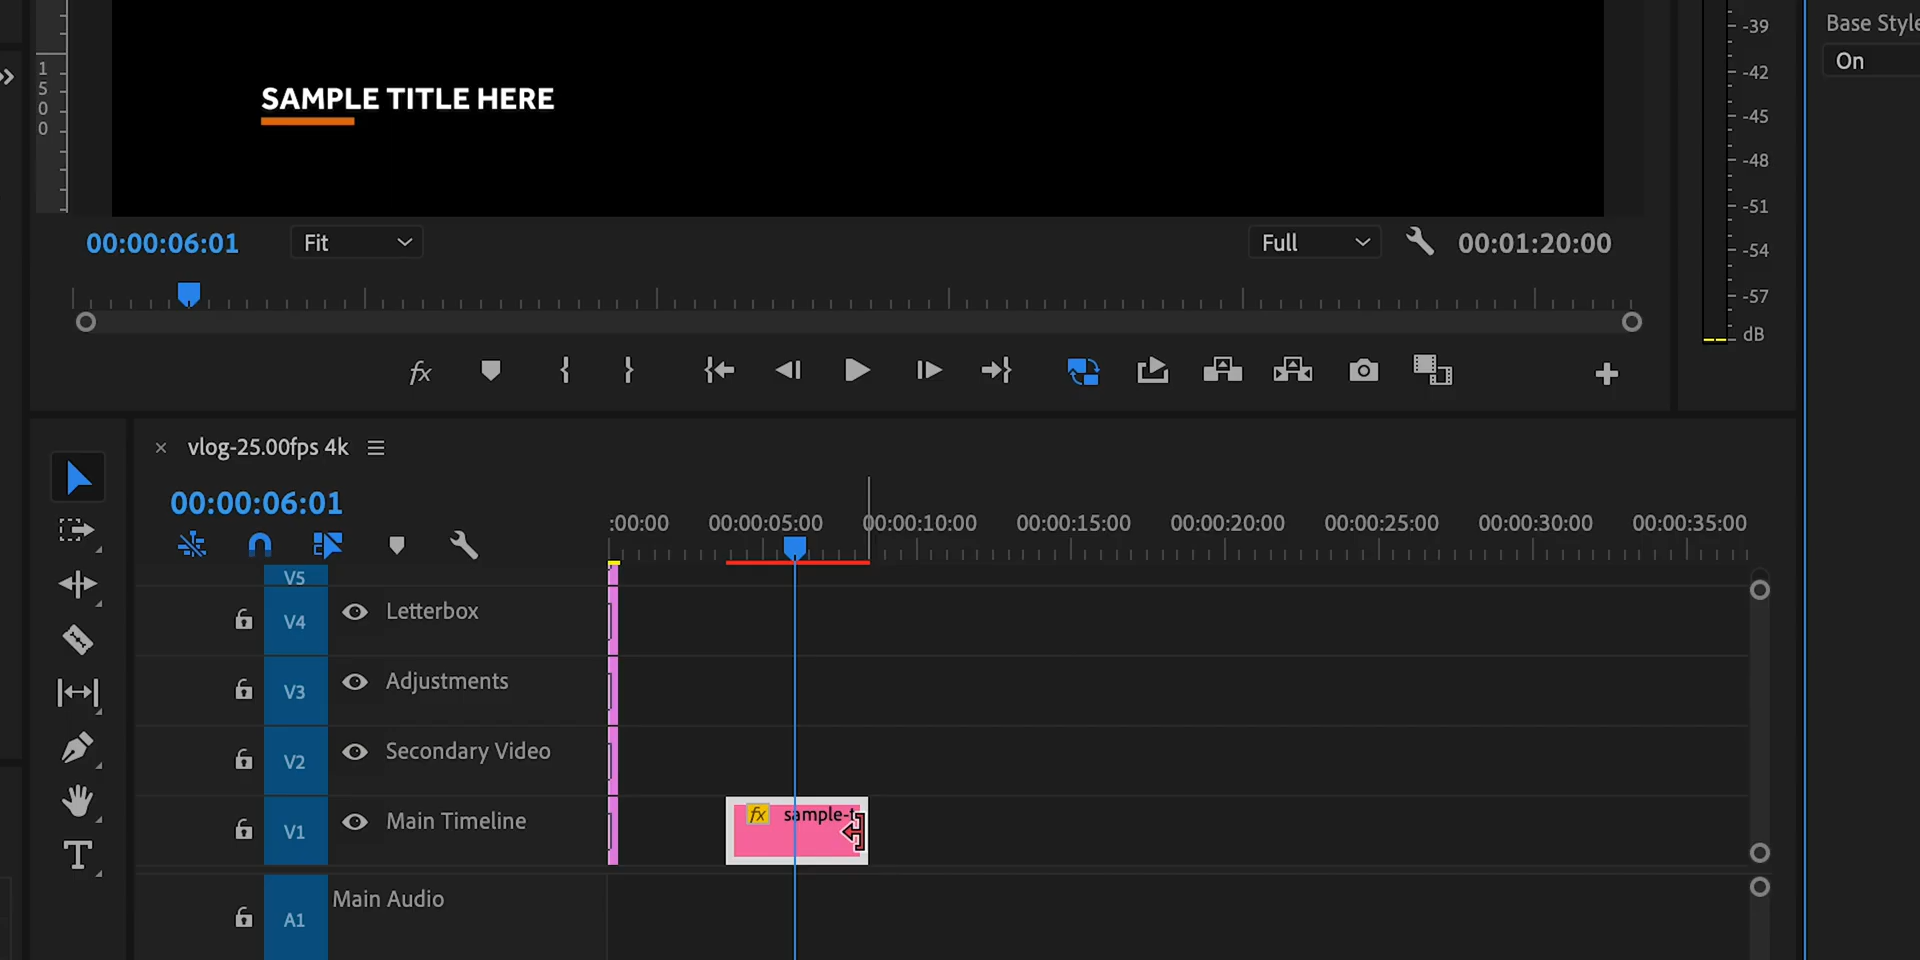 -39
Base Style
On
-42
1
5
0
0
SAMPLE TITLE HERE
-45
-48
-51
00:00:06:01
Fit
Full
00:01:20:00
-54
-57
dB
fx
vlog-25.00fps 4k
00:00:06:01
:00:00
00:00:05:00
00:00:10:00
00:00:15:00
00:00:20:00
00:00:25:00
00:00:30:00
00:00:35:00
V5
V4
Letterbox
V3
Adjustments
V2
Secondary Video
V1
Main Timeline
fx
sample-t
A1
Main Audio